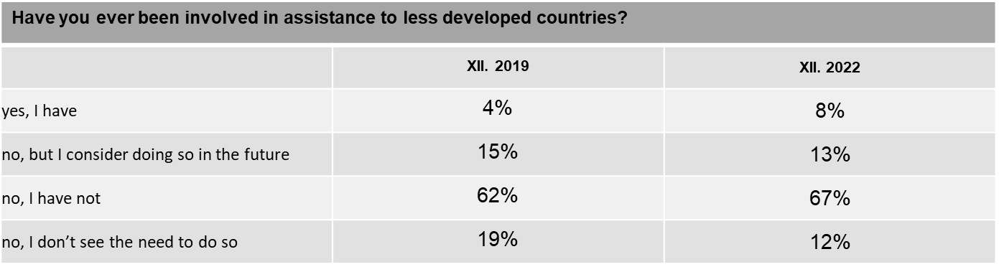 Have you ever been involved in assistance to less developed countries?
XII. 2019 XII. 2022
yes, I have 4% 8%
no, but I consider doing so in the future 15% 13%
no, I have not 62% 67%
no, I don’t see the need to do so 19% 12%